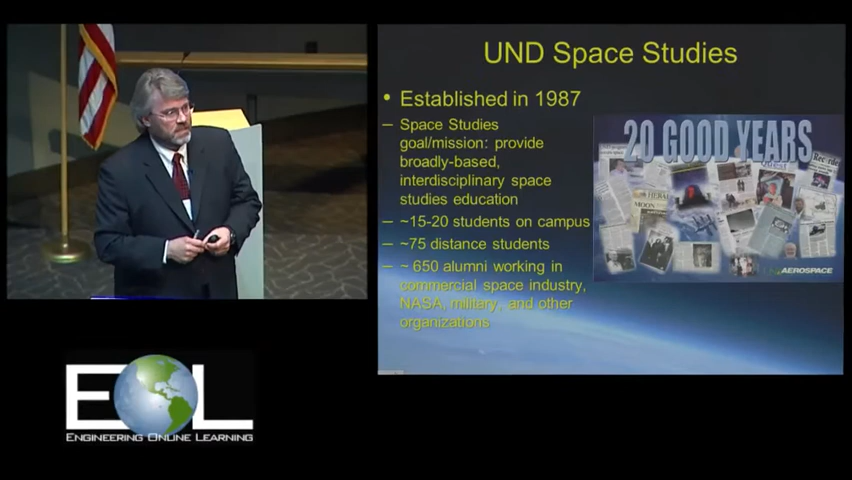 UND Space Studies
• Established in 1987
– Space Studies
goal/mission: provide
broadly-based,
interdisciplinary space
studies education
– ~15-20 students on campus
– ~75 distance students
– ~ 650 alumni working in
commercial space industry,
NASA, military, and other
organizations
20 GOOD YEARS
AEROSPACE
EOL
ENGINEERING ONLINE LEARNING